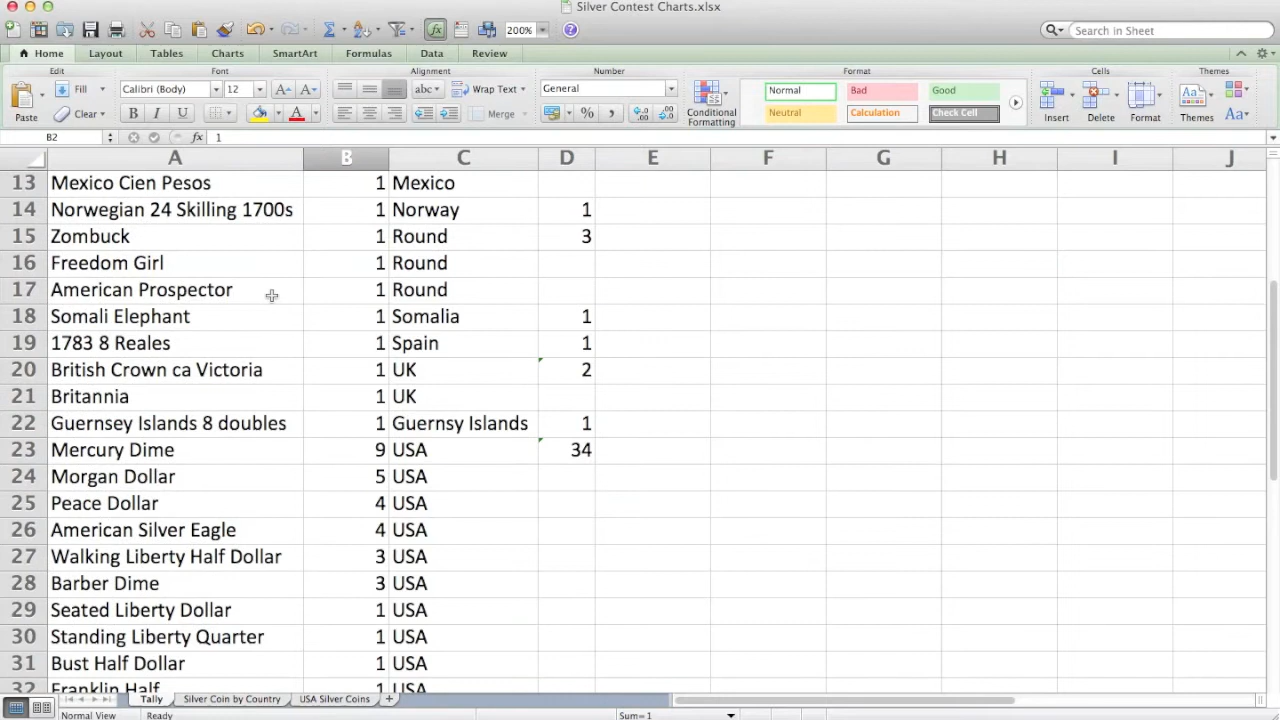 Silver Contest Charts.xlsx
200%
Search in Sheet
Home Layout Tables Charts SmartArt Formulas Data Review
Edit Font Alignment Number Format Cells Themes
Paste Fill Clear
Calibri (Body) 12
B I U
abc Wrap Text
Merge
General
Conditional Formatting
Normal Bad Good
Neutral Calculation Check Cell
Insert Delete Format Themes Aa
B2 fx 1
A B C D E F G H I J
13 Mexico Cien Pesos 1 Mexico
14 Norwegian 24 Skilling 1700s 1 Norway 1
15 Zombuck 1 Round 3
16 Freedom Girl 1 Round
17 American Prospector 1 Round
18 Somali Elephant 1 Somalia 1
19 1783 8 Reales 1 Spain 1
20 British Crown ca Victoria 1 UK 2
21 Britannia 1 UK
22 Guernsey Islands 8 doubles 1 Guernsy Islands 1
23 Mercury Dime 9 USA 34
24 Morgan Dollar 5 USA
25 Peace Dollar 4 USA
26 American Silver Eagle 4 USA
27 Walking Liberty Half Dollar 3 USA
28 Barber Dime 3 USA
29 Seated Liberty Dollar 1 USA
30 Standing Liberty Quarter 1 USA
31 Bust Half Dollar 1 USA
32 Franklin Half 1 USA
Tally Silver Coin by Country USA Silver Coins
Normal View Ready Sum=1